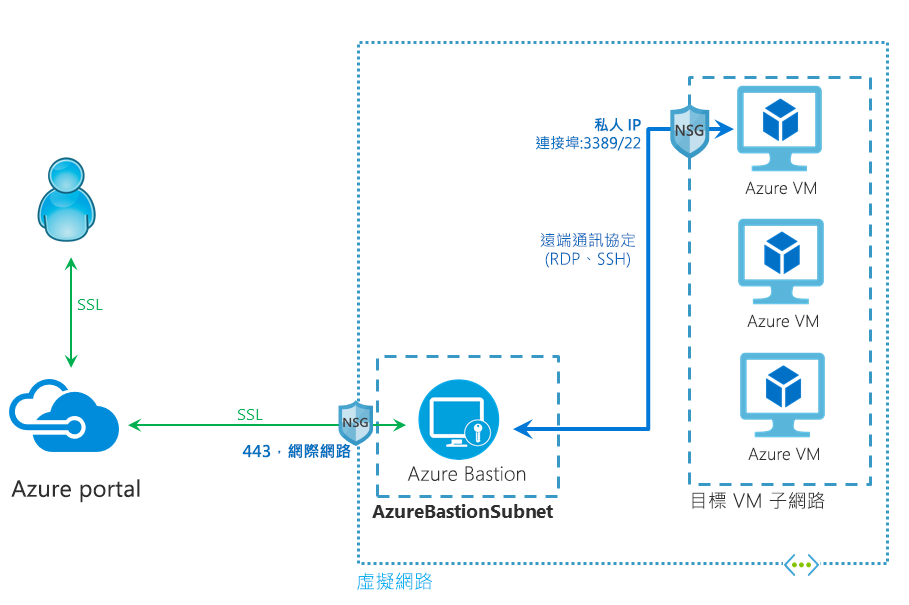 私人 IP
連接埠:3389/22
NSG
Azure VM
遠端通訊協定
(RDP、SSH)
SSL
Azure VM
SSL
NSG
443，網際網路
Azure VM
Azure Bastion
Azure portal
AzureBastionSubnet
目標 VM 子網路
虛擬網路